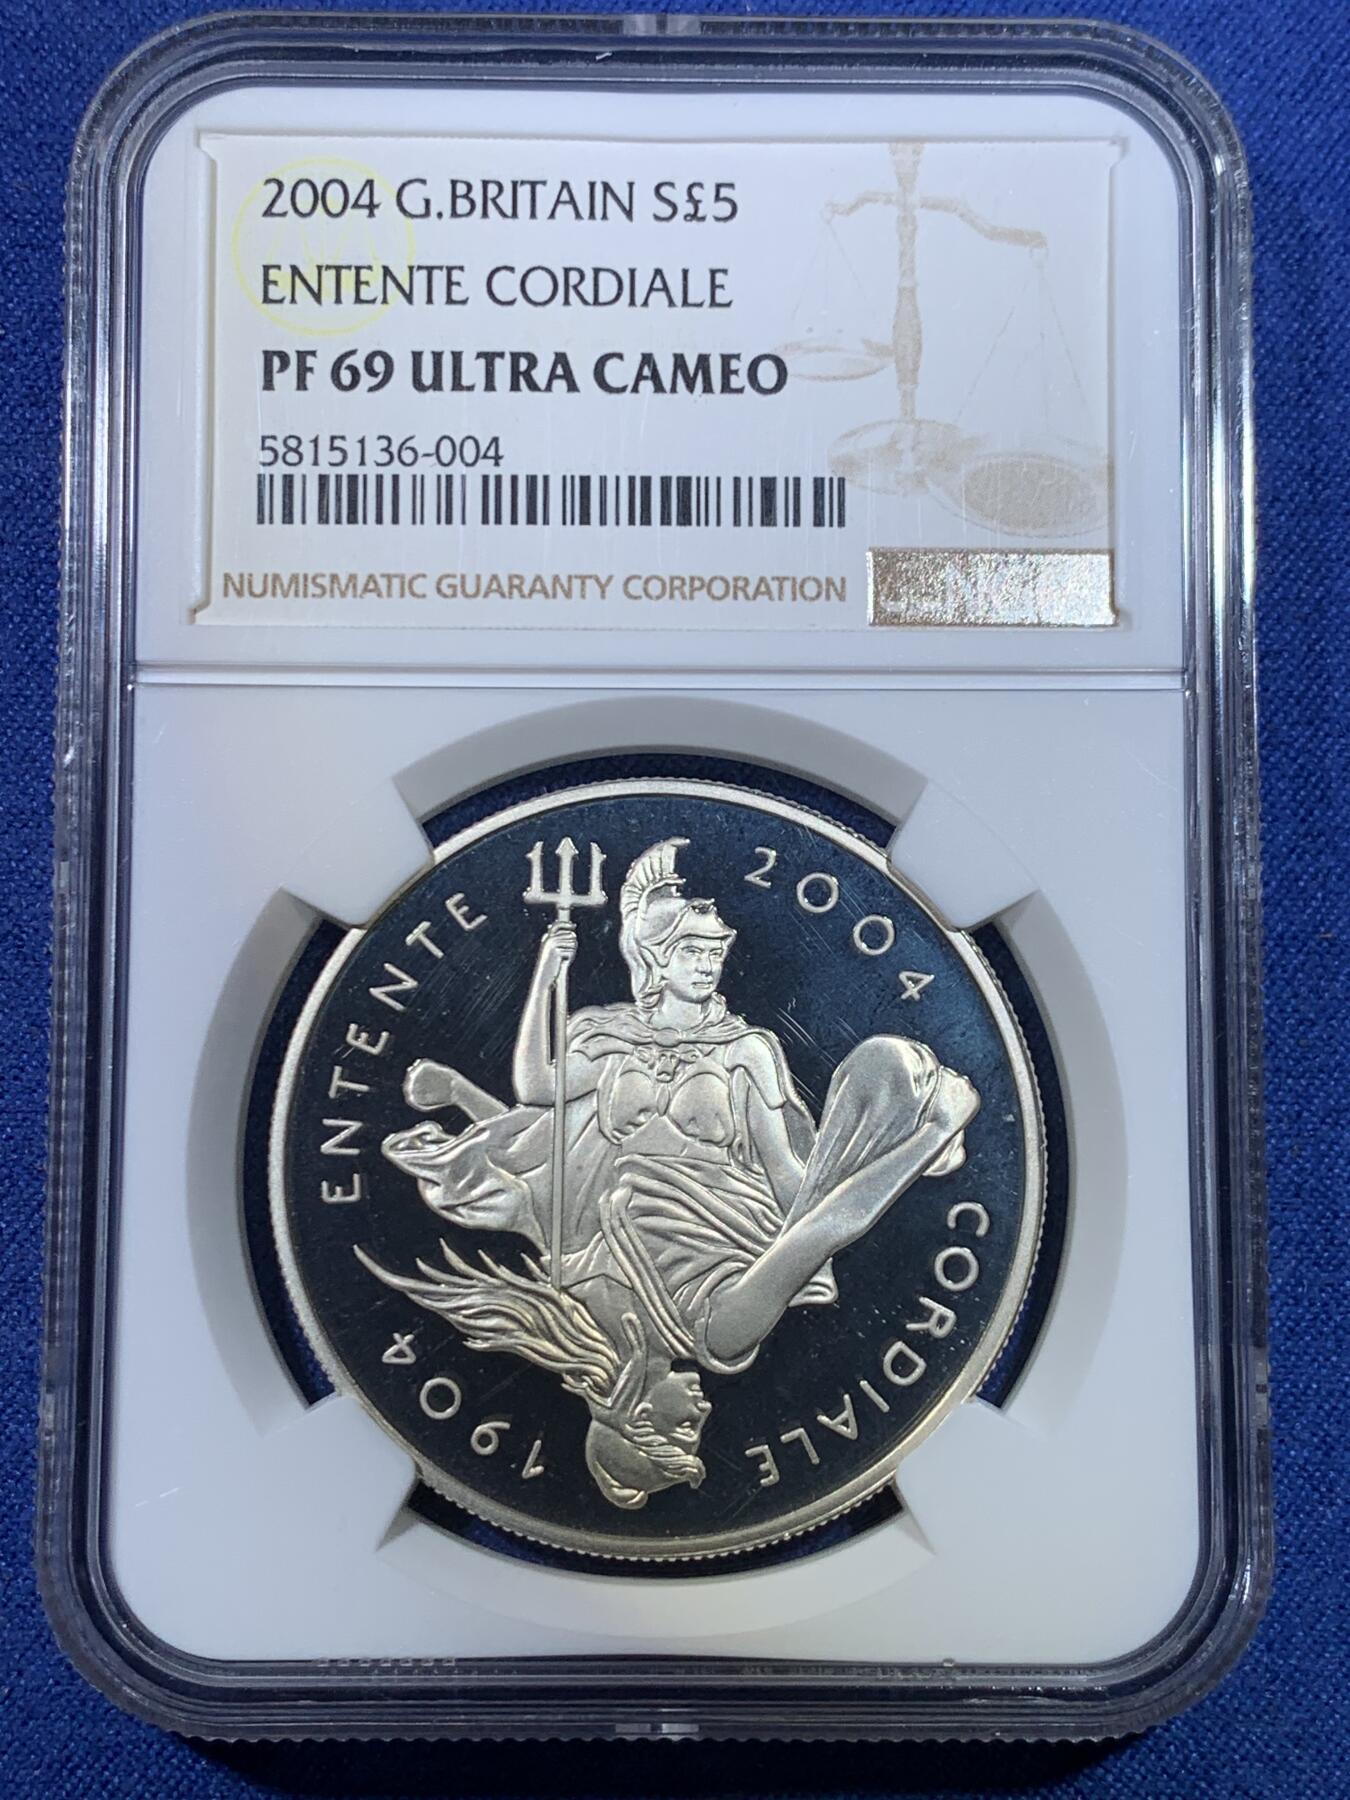 2004 G.BRITAIN S£5
ENTENTE CORDIALE
PF 69 ULTRA CAMEO
5815136-004
NUMISMATIC GUARANTY CORPORATION
ENTENTE
2004
CORDIALE
1904